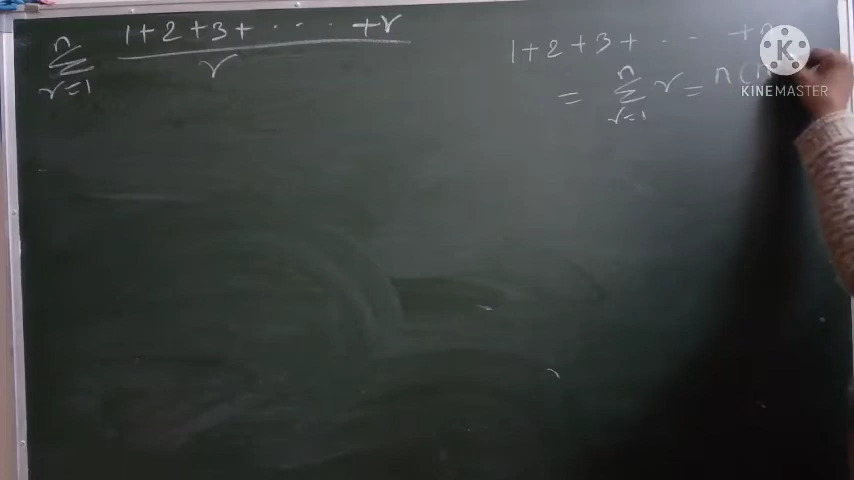 n
∑ 1+2+3+ . . . . +r / r
r=1
1+2+3+ . . . +
= n
∑ r = n(
r=1
KINEMASTER